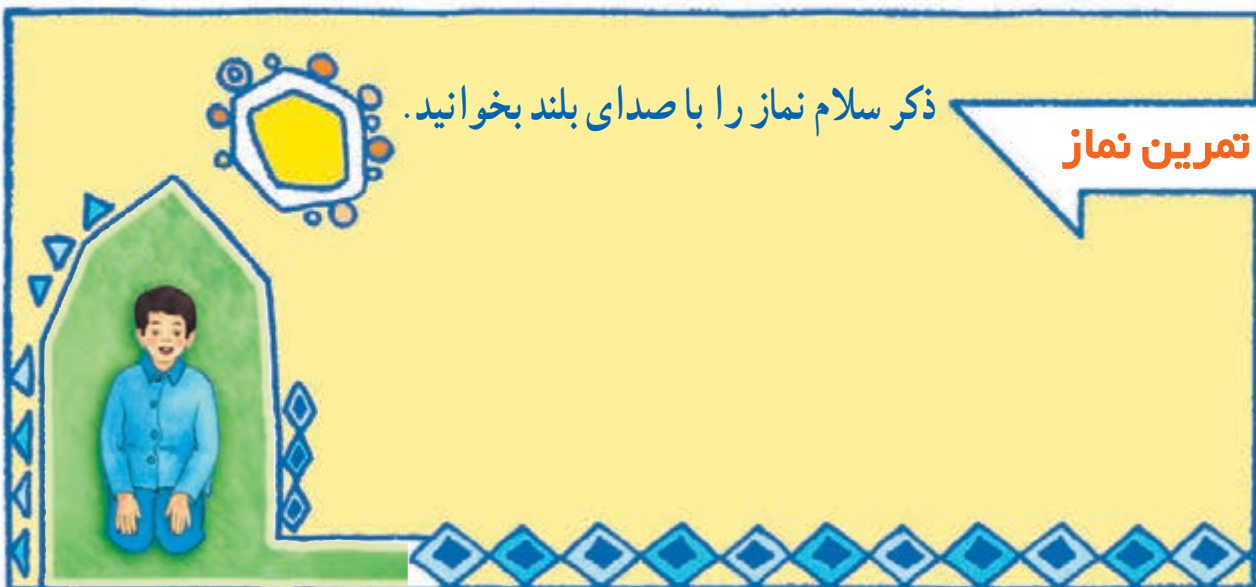 تمرین نماز
ذکر سلام نماز را با صدای بلند بخوانید.